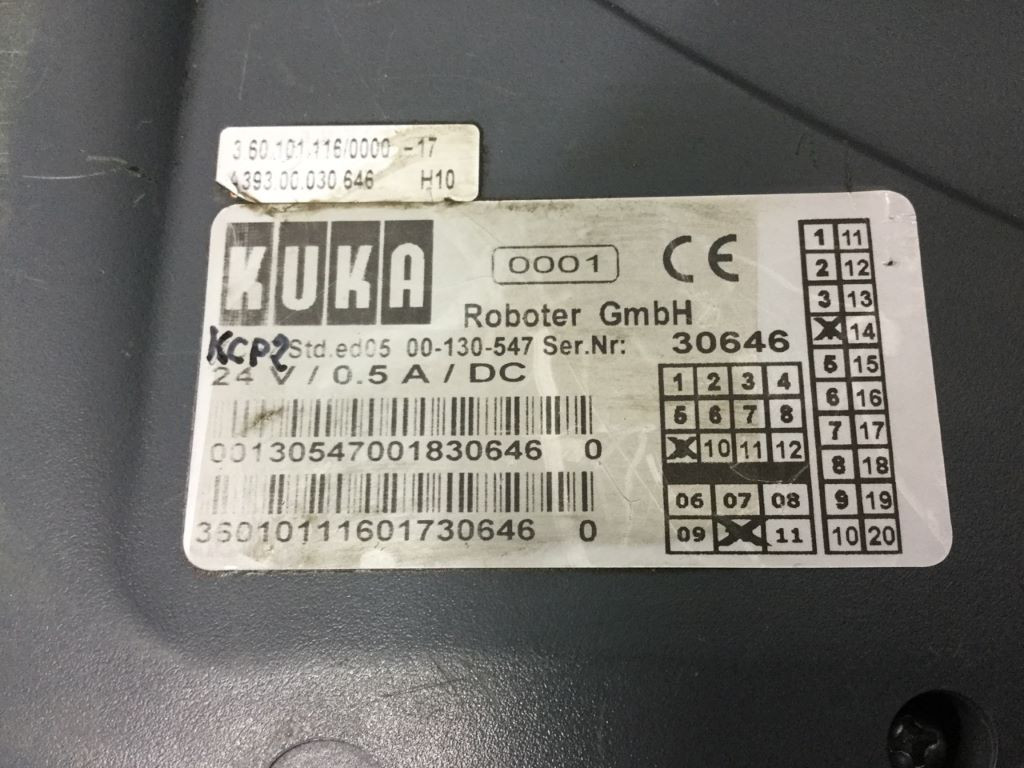 3.60.101.116/0000 -17
A393.00.030 646 H10
KUKA
0001
CE
Roboter GmbH
KCP2 Std.ed05 00-130-547 Ser.Nr: 30646
24 V / 0.5 A / DC
00130547001830646 0
36010111601730646 0
1 2 3 4
5 6 7 8
10 11 12
06 07 08
09 11
1 11
2 12
3 13
14
5 15
6 16
7 17
8 18
9 19
10 20